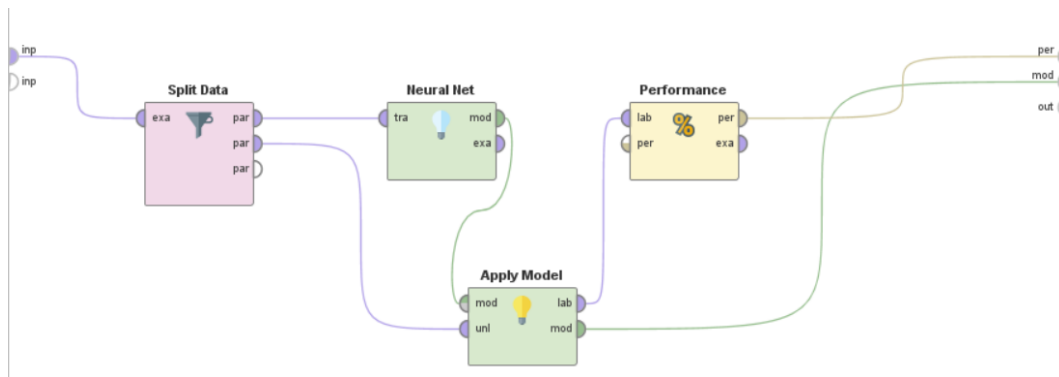 inp
inp
Split Data
exa
par
par
par
Neural Net
tra
mod
exa
Performance
%
lab
per
per
exa
Apply Model
mod
lab
unl
mod
per
mod
out